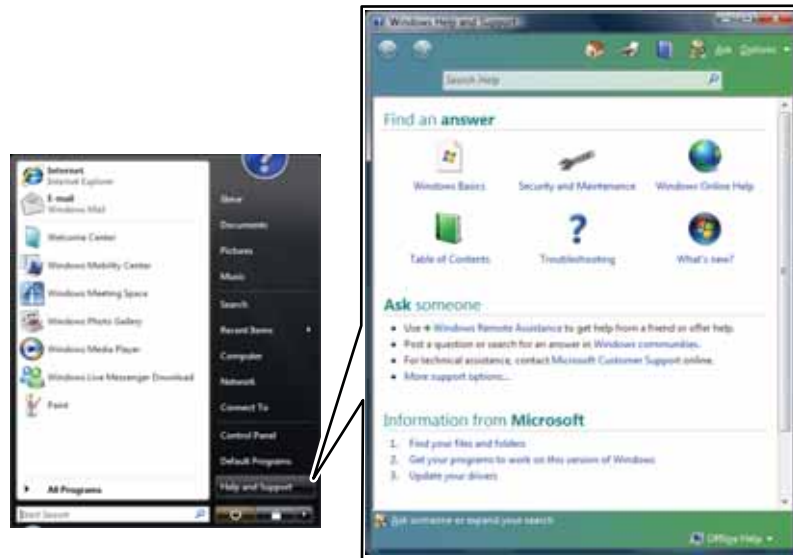 Internet
Internet Explorer
E-mail
Windows Mail
Welcome Center
Windows Mobility Center
Windows Meeting Space
Windows Photo Gallery
Windows Media Player
Windows Live Messenger Download
Paint
All Programs
Start Search
Documents
Pictures
Music
Search
Recent Items
Computer
Network
Connect To
Control Panel
Default Programs
Help and Support
Windows Help and Support
Ask Options
Search Help
Find an answer
Windows Basics Security and Maintenance Windows Online Help
Table of Contents Troubleshooting What's new?
Ask someone
Use Windows Remote Assistance to get help from a friend or offer help.
Post a question or search for an answer in Windows communities.
For technical assistance, contact Microsoft Customer Support online.
More support options...
Information from Microsoft
1. Find your files and folders
2. Get your programs to work on this version of Windows
3. Update your drivers
Ask someone or expand your search
Office Help